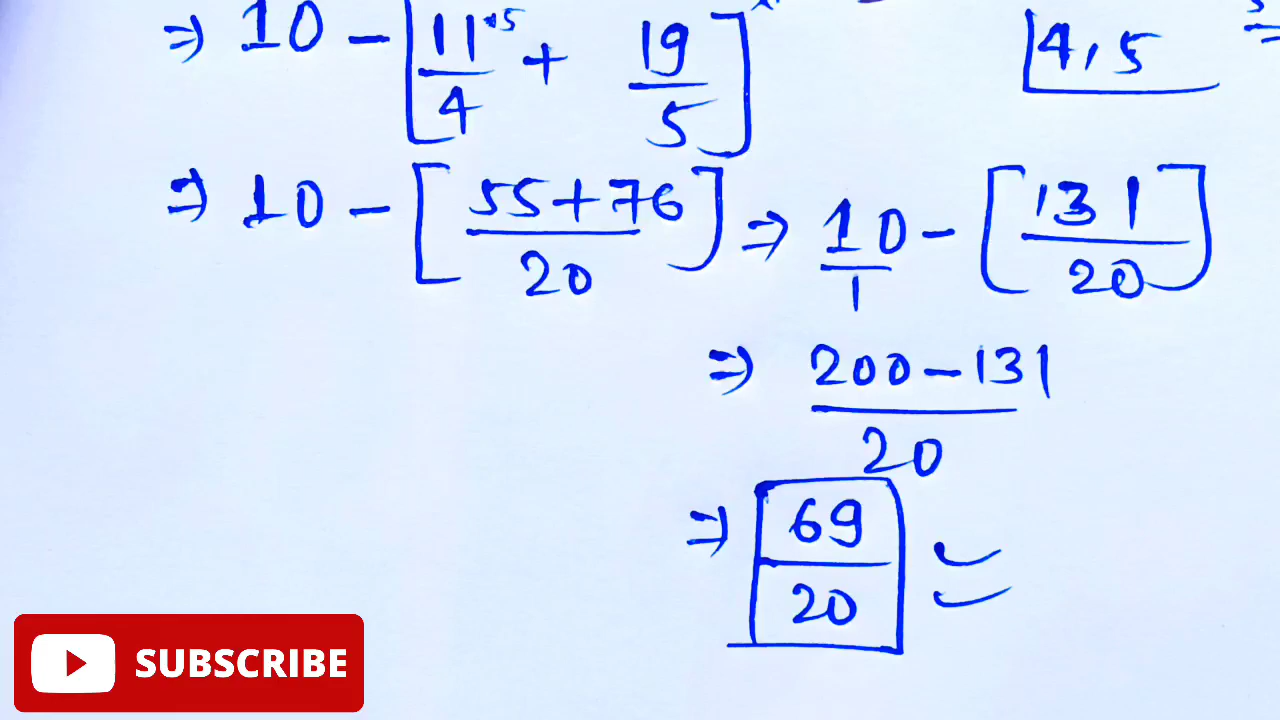 ⇒ 10 - [11/4 ×5 + 19/5]
4, 5
⇒ 10 - [55+76/20] ⇒ 10/1 - [131/20]
⇒ 200-131/20
⇒ 69/20
SUBSCRIBE